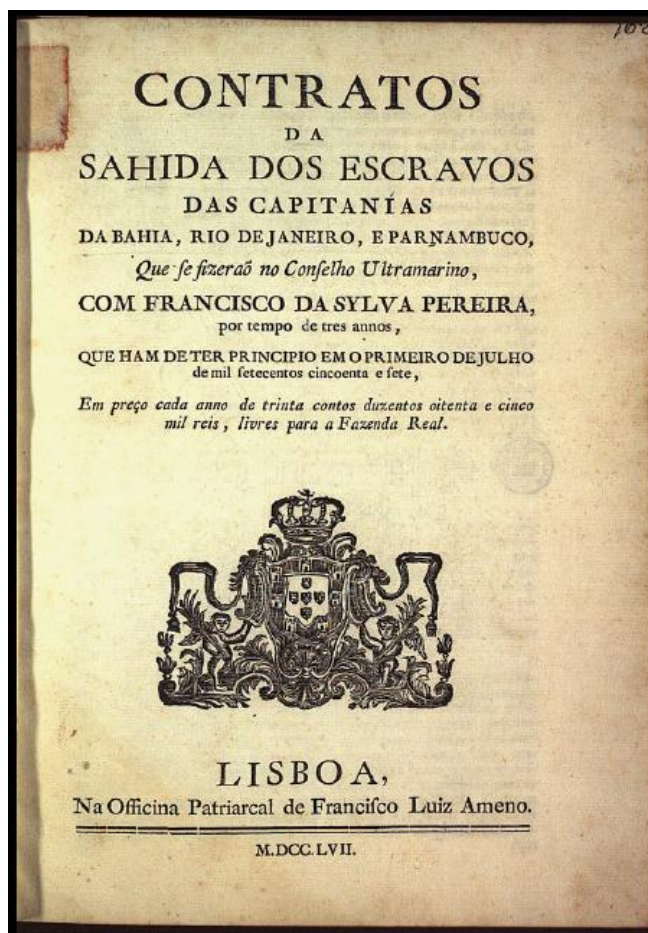 CONTRATOS
DA
SAHIDA DOS ESCRAVOS
DAS CAPITANÍAS
DA BAHIA, RIO DE JANEIRO, E PARNAMBUCO,
Que ſe fizeraõ no Conſelho Ultramarino,
COM FRANCISCO DA SYLVA PEREIRA,
por tempo de tres annos,
QUE HAM DE TER PRINCIPIO EM O PRIMEIRO DE JULHO
de mil ſetecentos cincoenta e ſete,
Em preço cada anno de trinta contos duzentos oitenta e cinco
mil reis, livres para a Fazenda Real.
LISBOA,
Na Officina Patriarcal de Franciſco Luiz Ameno.
M.DCC.LVII.